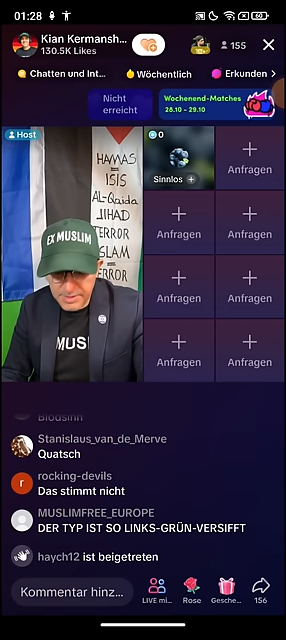 01:28
60
Kian Kermansh...
130.5K Likes
155
Chatten und Int...
Wöchentlich
Erkunden
Nicht
erreicht
Wochenend-Matches
28.10 - 29.10
Host
0
HAMAS
=
ISIS
Al-Qaida
JIHAD
TERROR
ISLAM
=
TERROR
EX MUSLIM
MUSL
Sinnlos +
Anfragen
Anfragen
Anfragen
Anfragen
Anfragen
Anfragen
Anfragen
Blödsinn
Stanislaus_van_de_Merve
Quatsch
r
rocking-devils
Das stimmt nicht
MUSLIMFREE_EUROPE
DER TYP IST SO LINKS-GRÜN-VERSIFFT
haych12 ist beigetreten
Kommentar hinz...
LIVE mi...
Rose
Gesche...
156